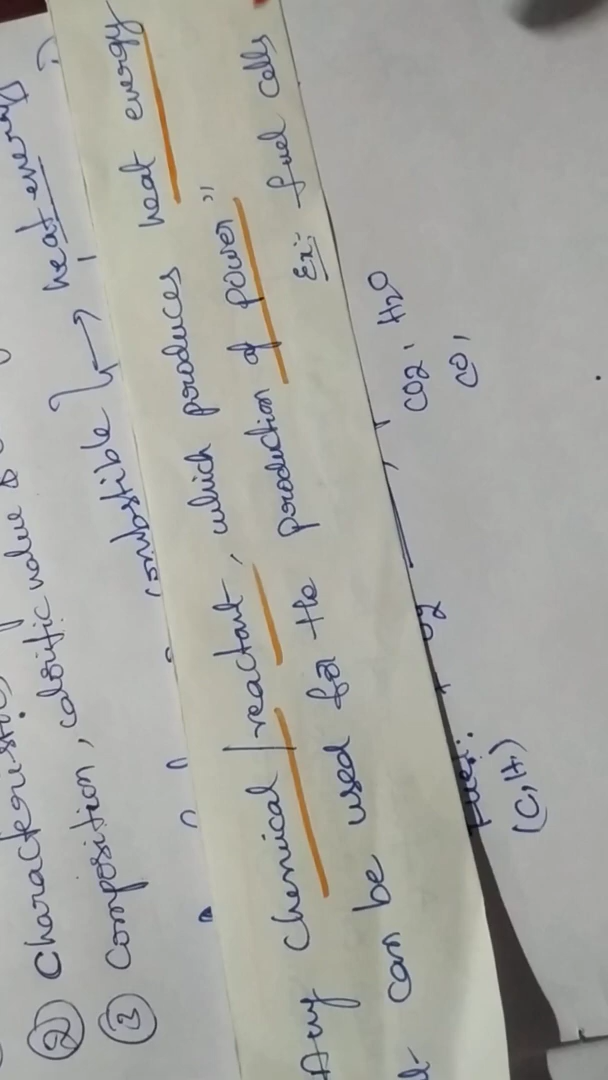 ② Characteristics
③ Composition, calorific value &
combustible → heat energy)
Any chemical/reactant, which produces heat energy
can be used for the production of power"
Ex: fuel cells
Fuel: + O2 → CO2, H2O
(C,H,) CO,